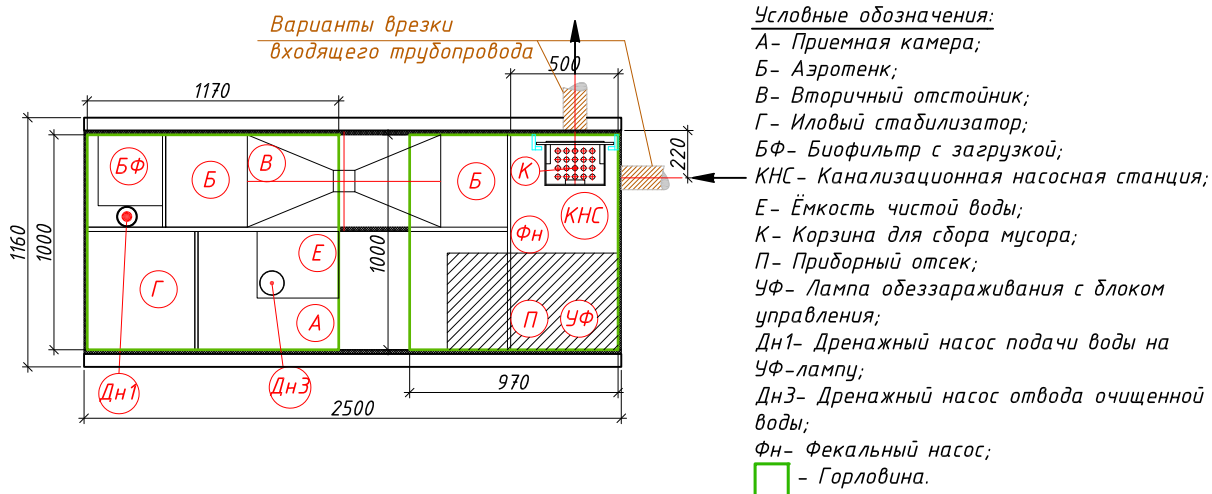 Варианты врезки
входящего трубопровода
500
1170
220
1160
1000
1000
БФ
Б
В
Б
К
КНС
Фн
Е
Г
А
П
УФ
Дн1
Дн3
970
2500
Условные обозначения:
А- Приемная камера;
Б- Аэротенк;
В- Вторичный отстойник;
Г- Иловый стабилизатор;
БФ- Биофильтр с загрузкой;
КНС- Канализационная насосная станция;
Е- Ёмкость чистой воды;
К- Корзина для сбора мусора;
П- Приборный отсек;
УФ- Лампа обеззараживания с блоком
управления;
Дн1- Дренажный насос подачи воды на
УФ-лампу;
Дн3- Дренажный насос отвода очищенной
воды;
Фн- Фекальный насос;
- Горловина.